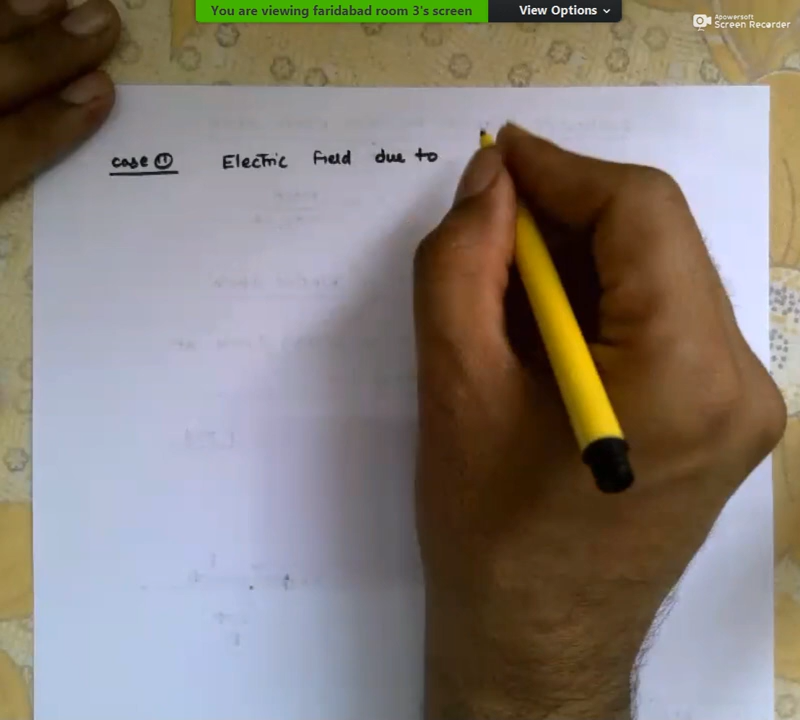 You are viewing faridabad room 3's screen View Options
Apowersoft
Screen Recorder
case ① Electric field due to